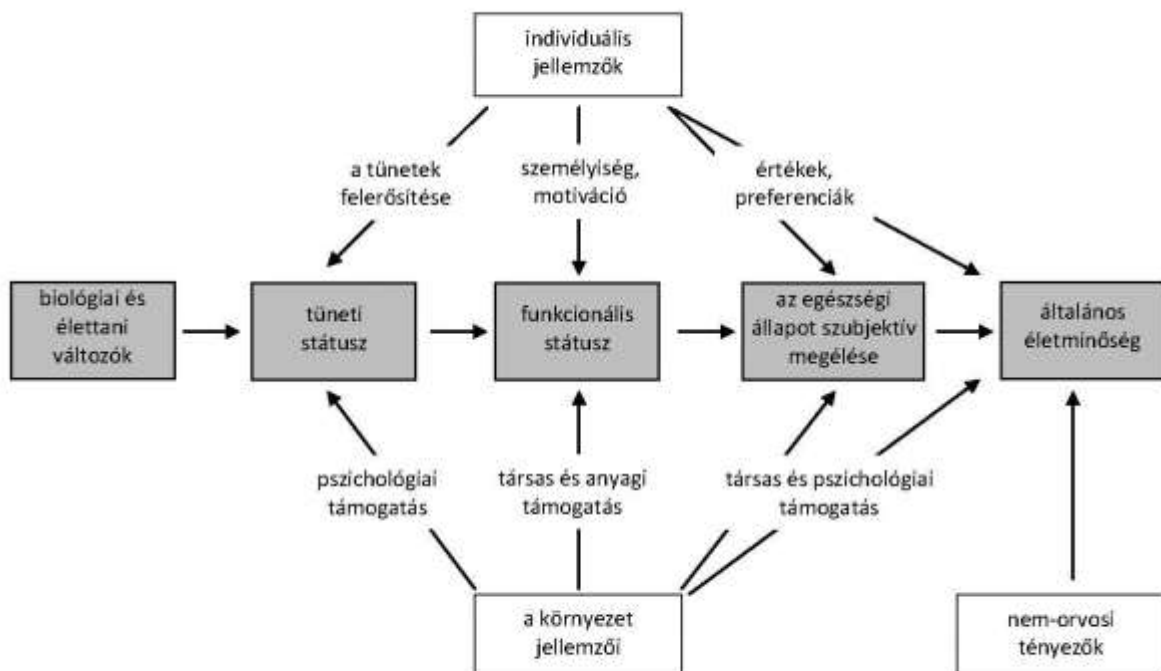 individuális
jellemzők
a tünetek
felerősítése
személyiség,
motiváció
értékek,
preferenciák
biológiai és
élettani
változók
tüneti
státusz
funkcionális
státusz
az egészségi
állapot szubjektív
megélése
általános
életminőség
pszichológiai
támogatás
társas és anyagi
támogatás
társas és pszichológiai
támogatás
a környezet
jellemzői
nem-orvosi
tényezők